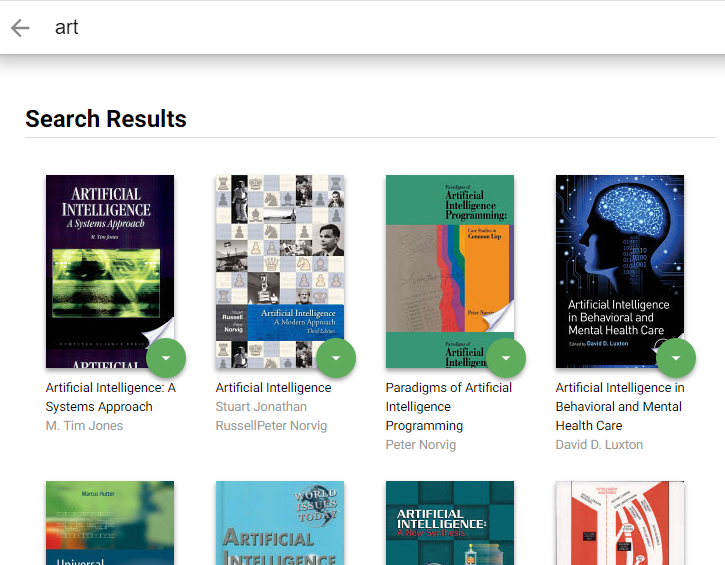 art
Search Results
ARTIFICIAL
INTELLIGENCE
A Systems Approach
M. Tim Jones
COMPUTER SCIENCE SERIES
ARTIFICIAL
Artificial Intelligence: A
Systems Approach
M. Tim Jones
Stuart
Russell
Peter
Norvig
Artificial Intelligence
A Modern Approach
Third Edition
Artificial Intelligence
Stuart Jonathan
RussellPeter Norvig
Paradigms of
Artificial
Intelligence
Programming:
Case Studies in
Common Lisp
Peter
Paradigms of
Artificial
Intelligence
Paradigms of Artificial
Intelligence
Programming
Peter Norvig
Artificial Intelligence
in Behavioral and
Mental Health Care
Edited by David D. Luxton
Artificial Intelligence in
Behavioral and Mental
Health Care
David D. Luxton
Marcus Hutter
Universal
WORLD
ISSUES
TODAY
ARTIFICIAL
INTELLIGENCE
ARTIFICIAL
INTELLIGENCE:
A New Synthesis